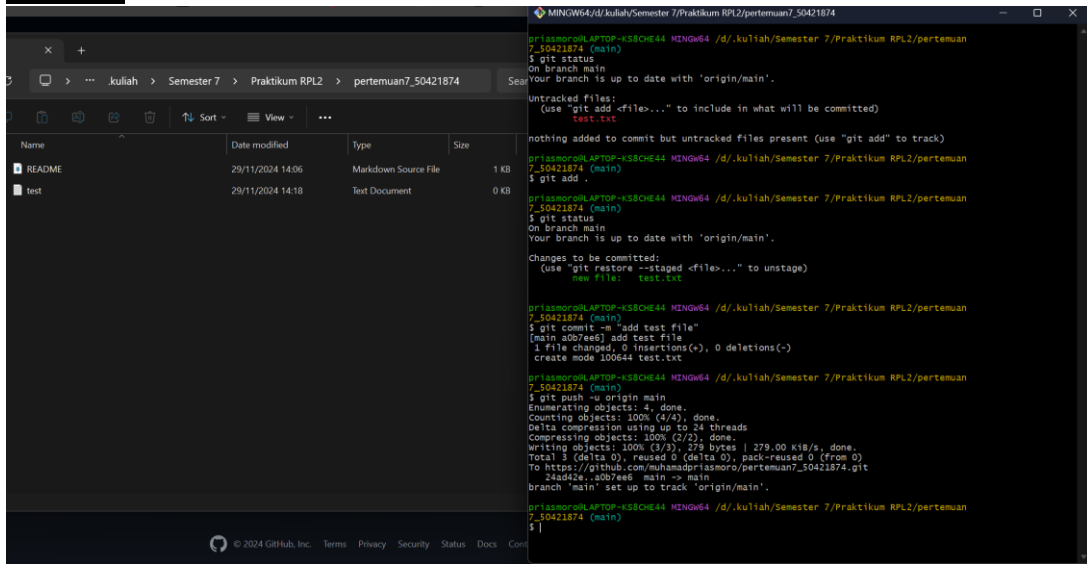 .kuliah > Semester 7 > Praktikum RPL2 > pertemuan7_50421874
Sort
View
Name Date modified Type Size
README 29/11/2024 14:06 Markdown Source File 1 KB
test 29/11/2024 14:18 Text Document 0 KB
© 2024 GitHub, Inc. Terms Privacy Security Status Docs
MINGW64:/d/.kuliah/Semester 7/Praktikum RPL2/pertemuan7_50421874
priasmoro@LAPTOP-KS8CHE44 MINGW64 /d/.kuliah/Semester 7/Praktikum RPL2/pertemuan
7_50421874 (main)
$ git status
On branch main
Your branch is up to date with 'origin/main'.
Untracked files:
(use "git add <file>..." to include in what will be committed)
test.txt
nothing added to commit but untracked files present (use "git add" to track)
priasmoro@LAPTOP-KS8CHE44 MINGW64 /d/.kuliah/Semester 7/Praktikum RPL2/pertemuan
7_50421874 (main)
$ git add .
priasmoro@LAPTOP-KS8CHE44 MINGW64 /d/.kuliah/Semester 7/Praktikum RPL2/pertemuan
7_50421874 (main)
$ git status
On branch main
Your branch is up to date with 'origin/main'.
Changes to be committed:
(use "git restore --staged <file>..." to unstage)
new file: test.txt
priasmoro@LAPTOP-KS8CHE44 MINGW64 /d/.kuliah/Semester 7/Praktikum RPL2/pertemuan
7_50421874 (main)
$ git commit -m "add test file"
[main a0b7ee6] add test file
1 file changed, 0 insertions(+), 0 deletions(-)
create mode 100644 test.txt
priasmoro@LAPTOP-KS8CHE44 MINGW64 /d/.kuliah/Semester 7/Praktikum RPL2/pertemuan
7_50421874 (main)
$ git push -u origin main
Enumerating objects: 4, done.
Counting objects: 100% (4/4), done.
Delta compression using up to 24 threads
Compressing objects: 100% (2/2), done.
Writing objects: 100% (3/3), 279 bytes | 279.00 KiB/s, done.
Total 3 (delta 0), reused 0 (delta 0), pack-reused 0 (from 0)
To https://github.com/muhamadpriasmoro/pertemuan7_50421874.git
24ad42e..a0b7ee6 main -> main
branch 'main' set up to track 'origin/main'.
priasmoro@LAPTOP-KS8CHE44 MINGW64 /d/.kuliah/Semester 7/Praktikum RPL2/pertemuan
7_50421874 (main)
$